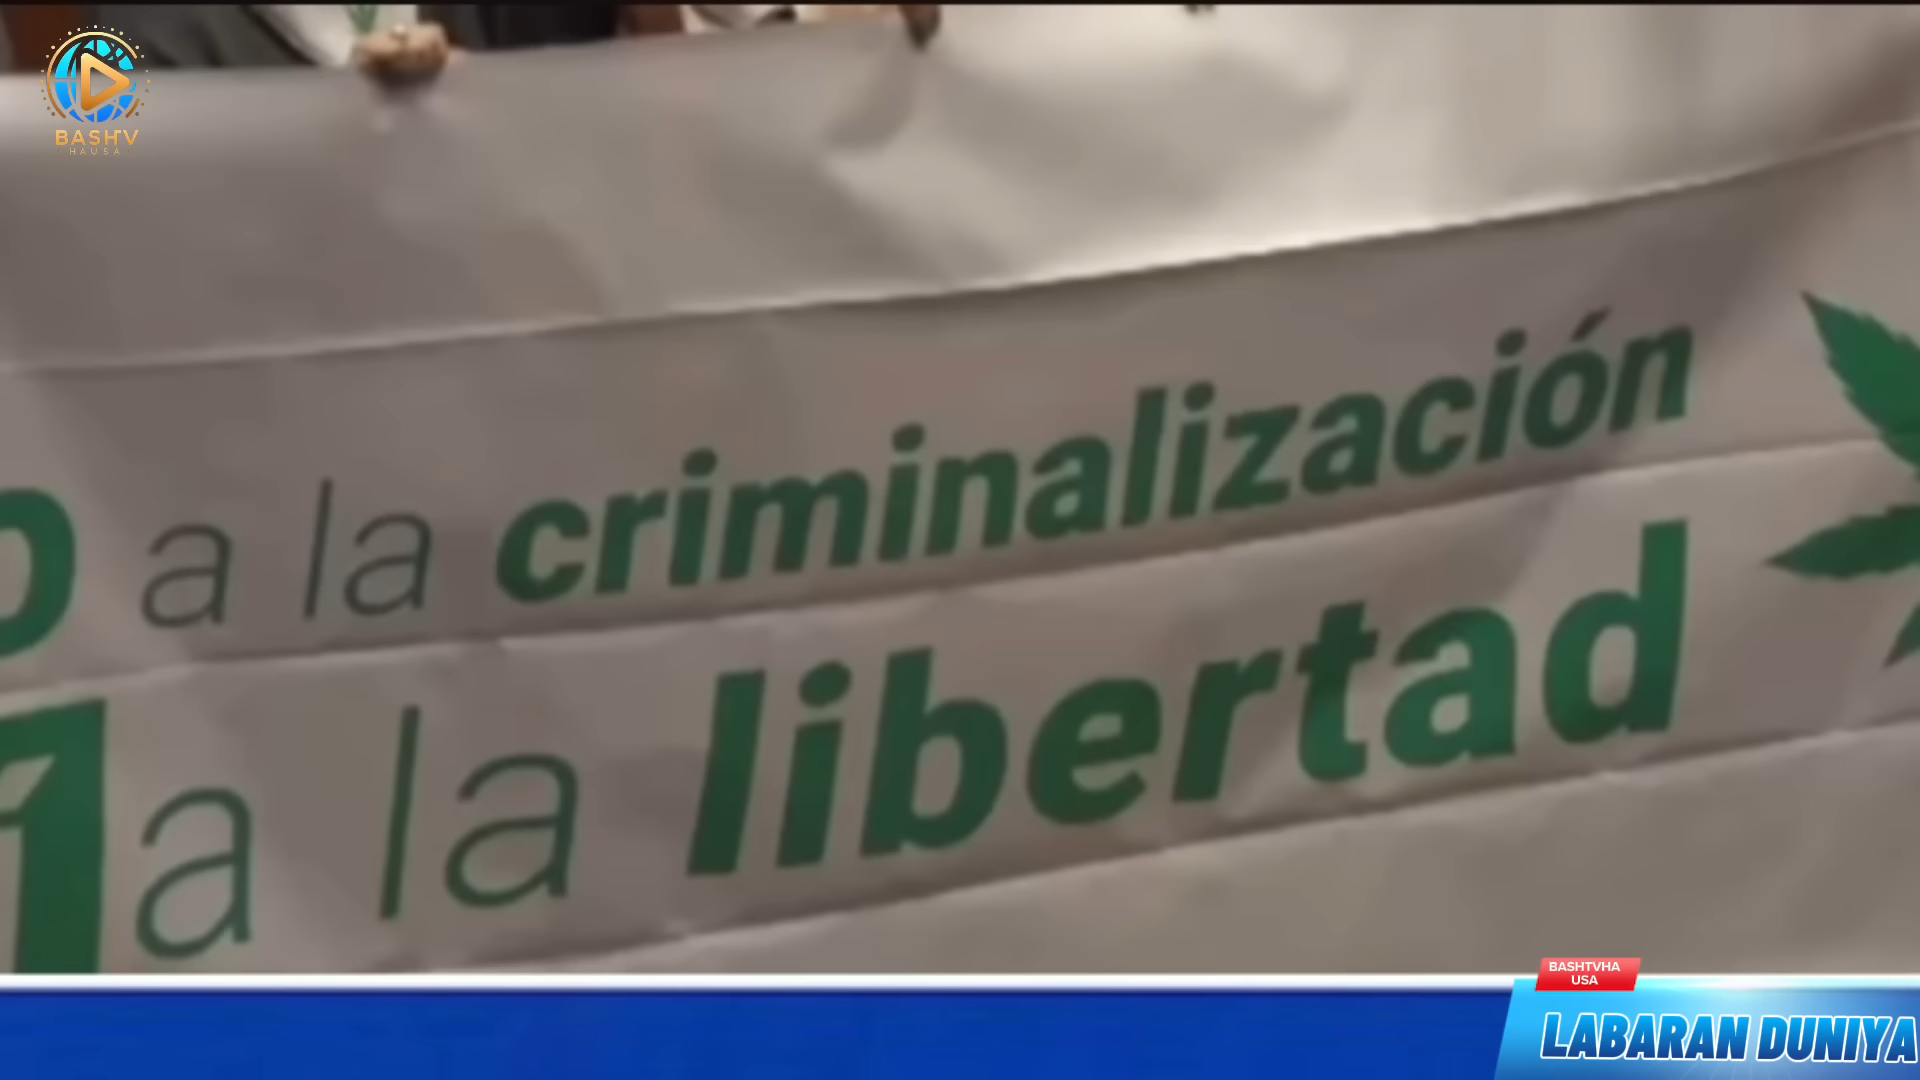 BASHTV
HAUSA
a la criminalización
a la libertad
BASHTVHA
USA
LABARAN DUNIYA